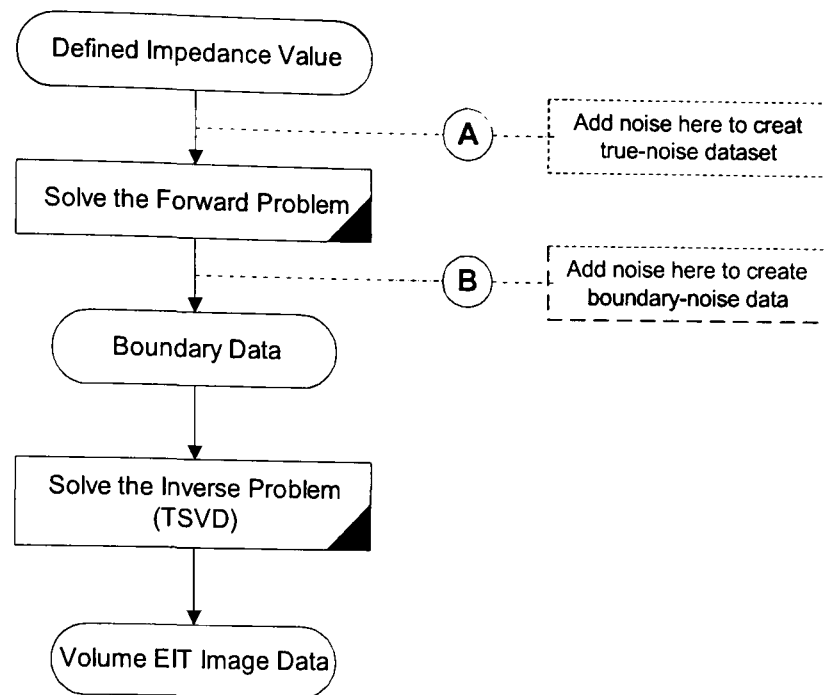 Defined Impedance Value
A
Add noise here to creat
true-noise dataset
Solve the Forward Problem
B
Add noise here to create
boundary-noise data
Boundary Data
Solve the Inverse Problem
(TSVD)
Volume EIT Image Data